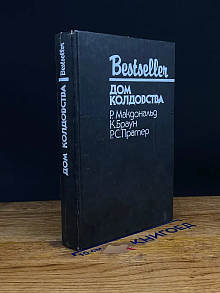 Bestseller
ДОМ
КОЛДОВСТВА
Р. Макдональд
К. Браун
Р.С. Пратер
ДОМ КОЛДОВСТВА Bestseller
КНИГОЕД